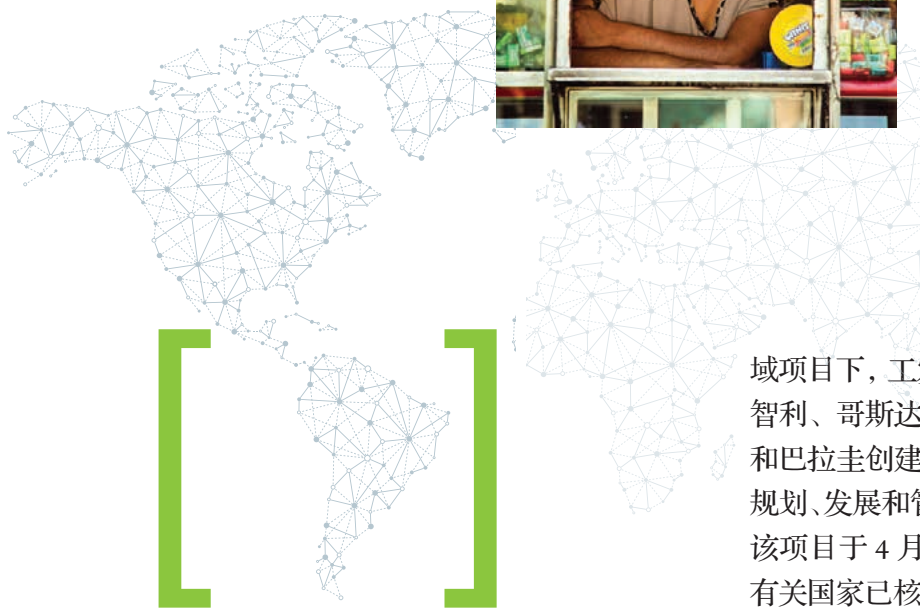 域项目下，工
智利、哥斯达
和巴拉圭创建
规划、发展和管
该项目于 4 月
有关国家已核